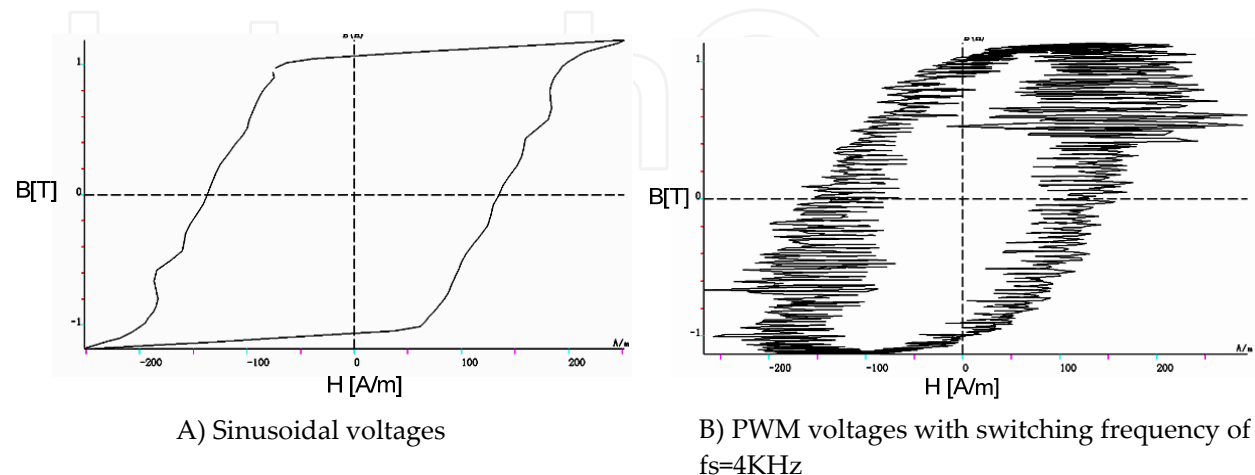 B[T]
1
0
-1
-200
-100
0
100
200
A/m
H [A/m]
A) Sinusoidal voltages
B[T]
1
0
-1
-200
-100
0
100
200
A/m
H [A/m]
B) PWM voltages with switching frequency of
fs=4KHz